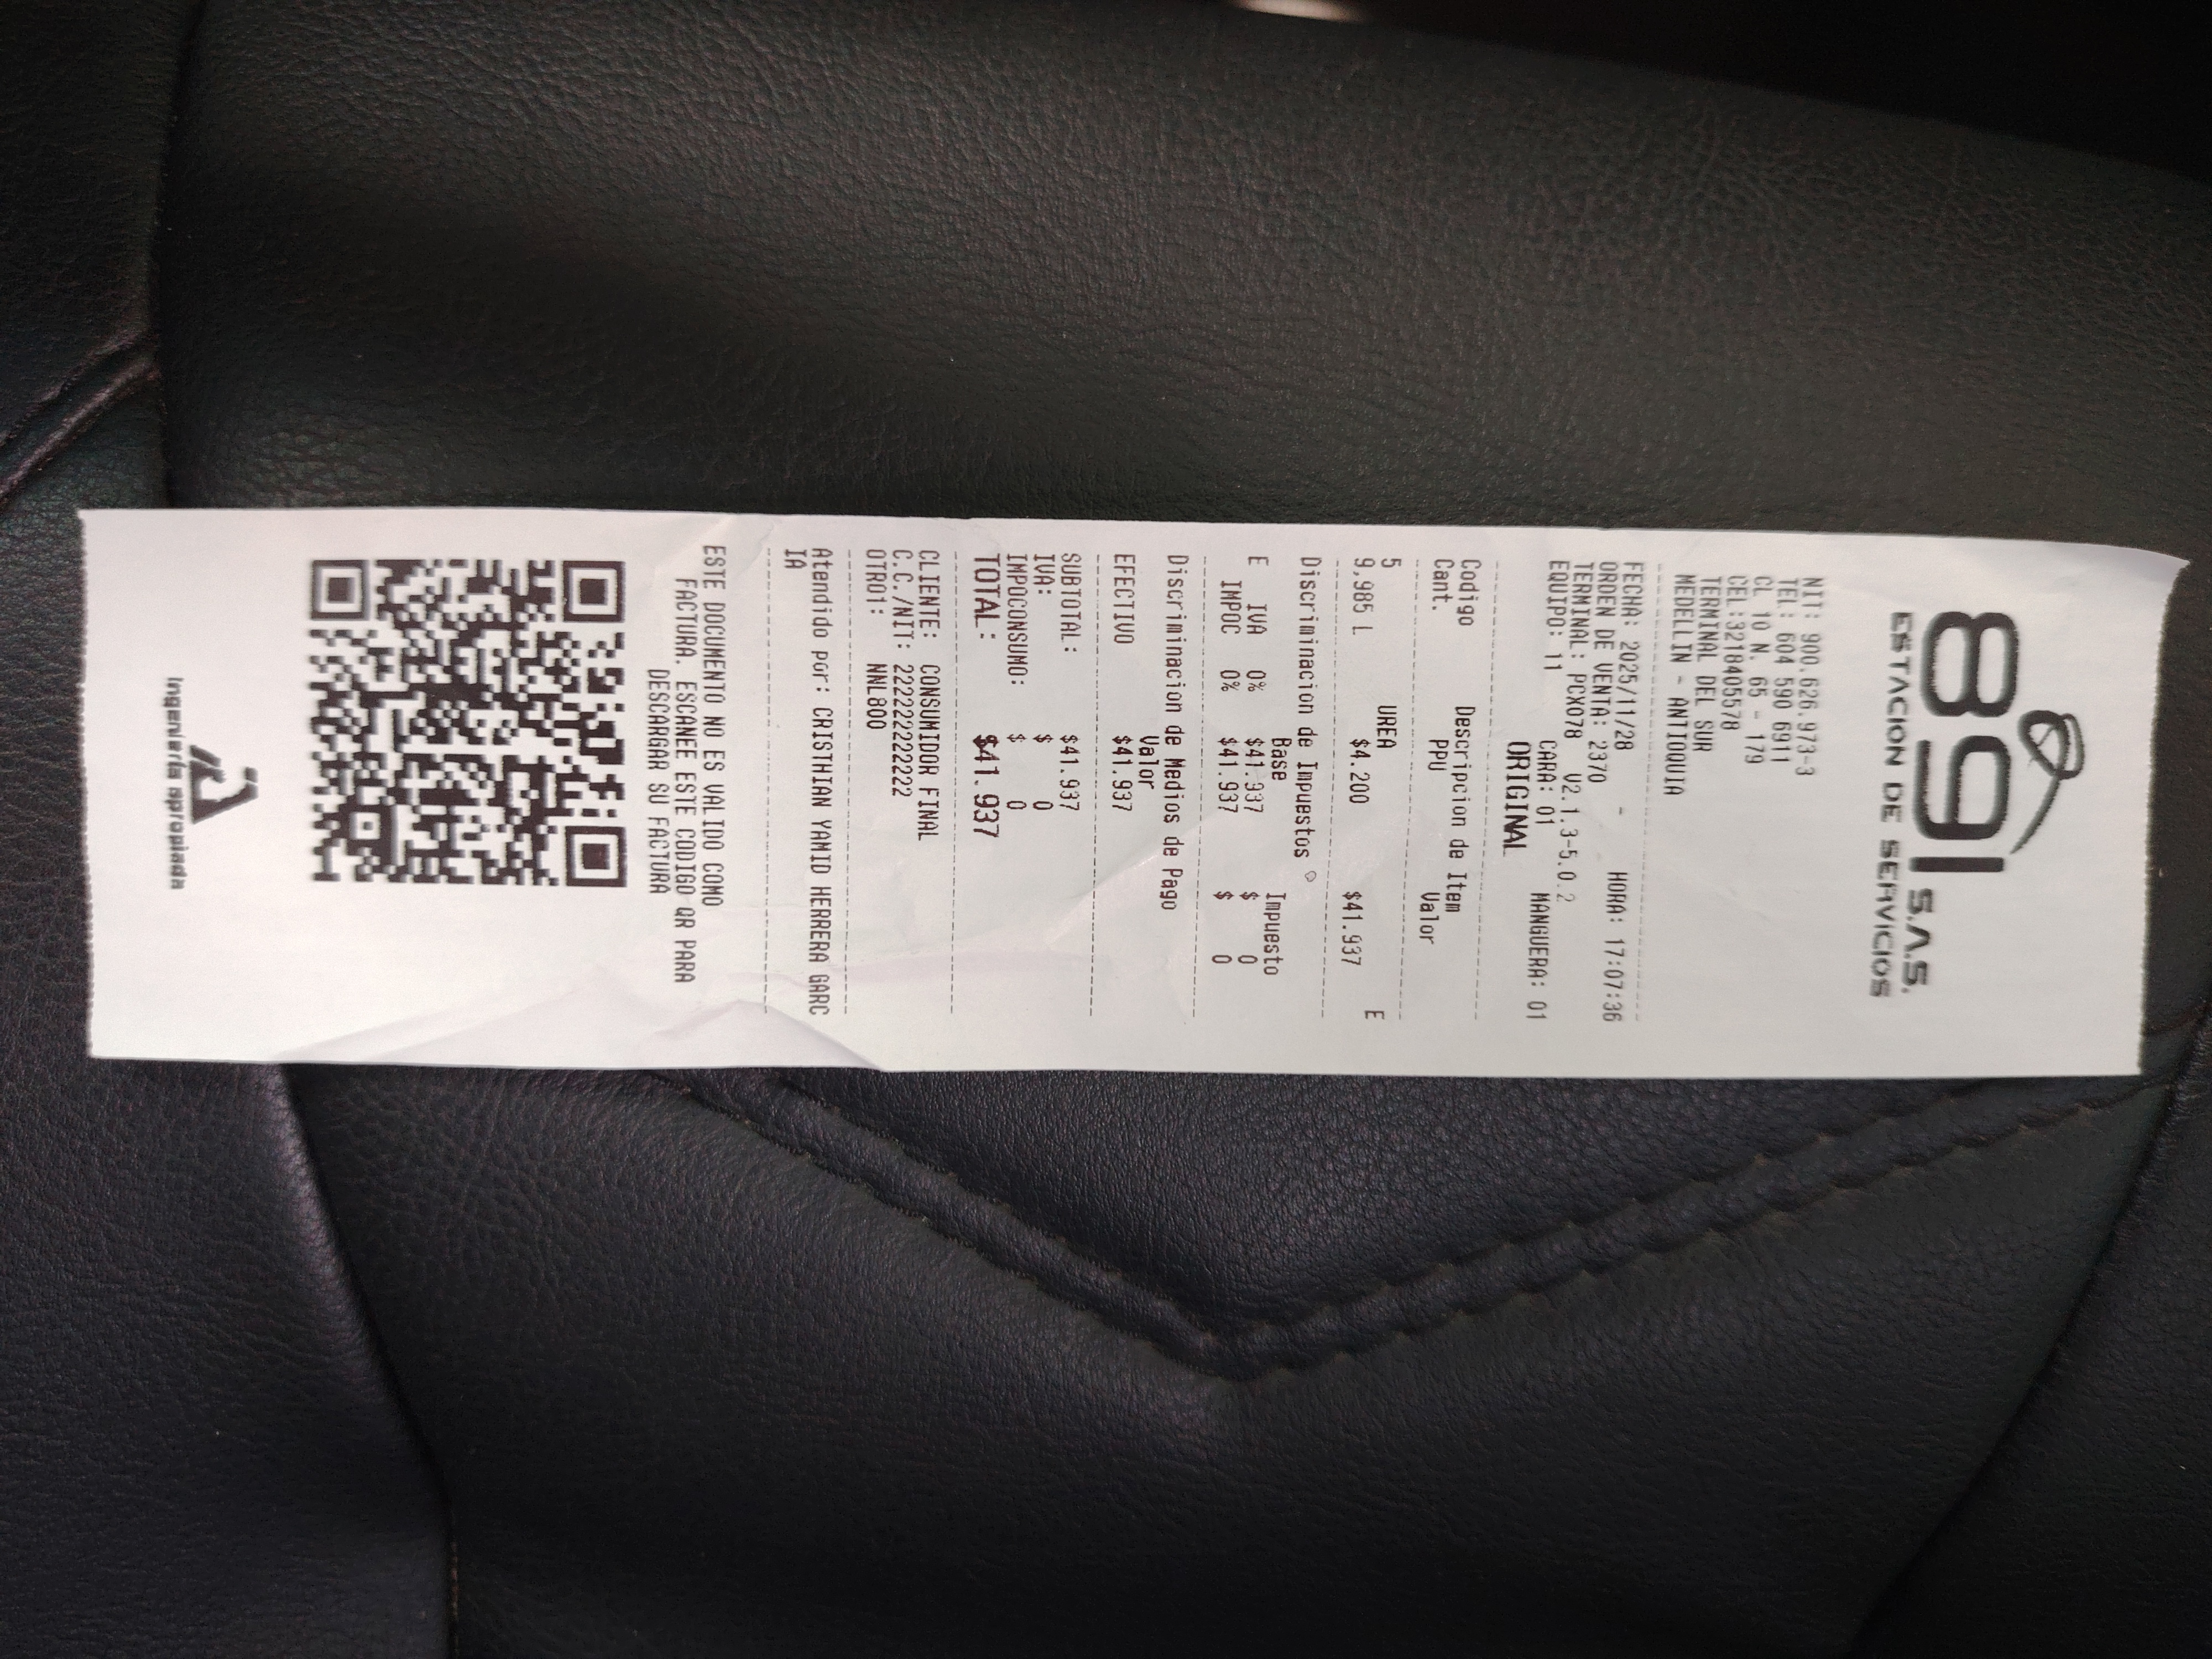 891 S.A.S.
ESTACION DE SERVICIOS
NIT: 900.626.973-3
TEL: 604 590 6911
CL 10 N. 65 - 179
CEL:3218405578
TERMINAL DEL SUR
MEDELLIN - ANTIOQUIA
FECHA: 2025/11/28 - HORA: 17:07:36
ORDEN DE VENTA: 2370
TERMINAL: PCX078 V2.1.3-5.0.2
EQUIPO: 11 CARA: 01 MANGUERA: 01
ORIGINAL
Codigo Descripcion de Item
Cant. PPU Valor
5 UREA E
9,985 L $4.200 $41.937
Discriminacion de Impuestos
Base Impuesto
E IVA 0% $41.937 $ 0
IMPOC 0% $41.937 $ 0
Discriminacion de Medios de Pago
Valor
EFECTIVO $41.937
SUBTOTAL: $41.937
IVA: $ 0
IMPOCONSUMO: $ 0
TOTAL: $41.937
CLIENTE: CONSUMIDOR FINAL
C.C./NIT: 222222222222
OTRO1: NNL800
Atendido por: CRISTHIAN YAMID HERRERA GARC
IA
ESTE DOCUMENTO NO ES VALIDO COMO
FACTURA. ESCANEE ESTE CODIGO QR PARA
DESCARGAR SU FACTURA
Ingeniería apropiada